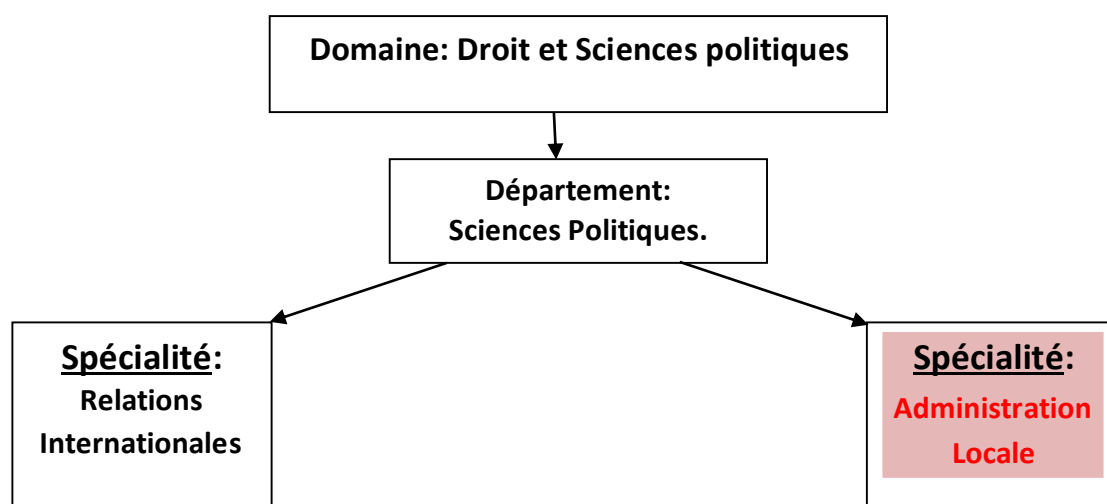 Domaine: Droit et Sciences politiques
Département:
Sciences Politiques.
Spécialité:
Relations
Internationales
Spécialité:
Administration
Locale